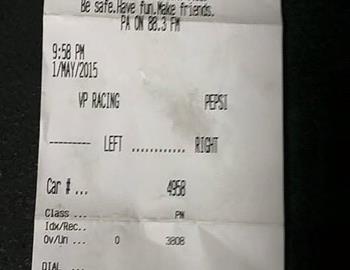 Be safe.Have fun.Make friends.
PA ON 88.3 FM
9:58 PM
1/MAY/2015
VP RACING PEPSI
--------- LEFT ............ RIGHT
Car # ... 4958
Class ... PM
Idx/Rec..
Ov/Un ... 0 3808
DIAL